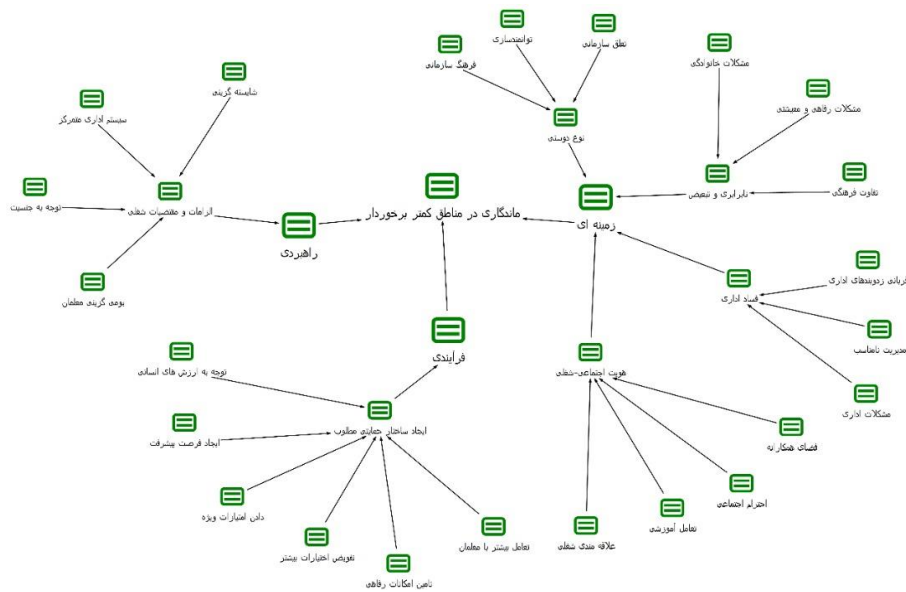 تعلق سازمانی
توانمندسازی
فرهنگ سازمانی
مشکلات خانوادگی
شایسته گزینی
سیستم اداری متمرکز
مشکلات رفاهی و معیشتی
نوع دوستی
توجه به جنسیت
الزامات و مقتضیات شغلی
ماندگاری در مناطق کمتر برخوردار
زمینه ای
نابرابری و تبعیض
تفاوت فرهنگی
راهبردی
بومی گزینی معلمان
فساد اداری
قربانی زدوبندهای اداری
مدیریت نامناسب
فرآیندی
هویت اجتماعی-شغلی
توجه به ارزش های انسانی
مشکلات اداری
ایجاد ساختار حمایتی مطلوب
ایجاد فرصت پیشرفت
فضای همکارانه
احترام اجتماعی
دادن امتیازات ویژه
تعامل آموزشی
علاقه مندی شغلی
تعامل بیشتر با معلمان
تفویض اختیارات بیشتر
تامین امکانات رفاهی